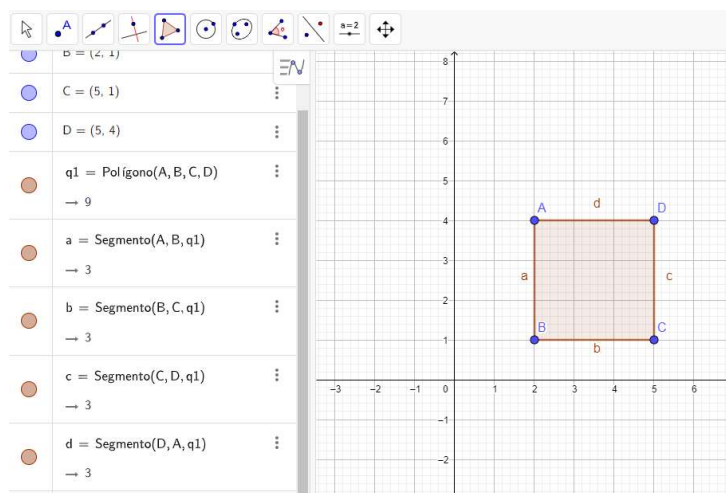 A
a=2
B = (2, 1)
C = (5, 1)
D = (5, 4)
q1 = Polígono(A, B, C, D)
→ 9
a = Segmento(A, B, q1)
→ 3
b = Segmento(B, C, q1)
→ 3
c = Segmento(C, D, q1)
→ 3
d = Segmento(D, A, q1)
→ 3
8
7
6
5
4
3
2
1
0
−1
−2
−3
−2
−1
1
2
3
4
5
6
A
d
D
a
c
B
b
C